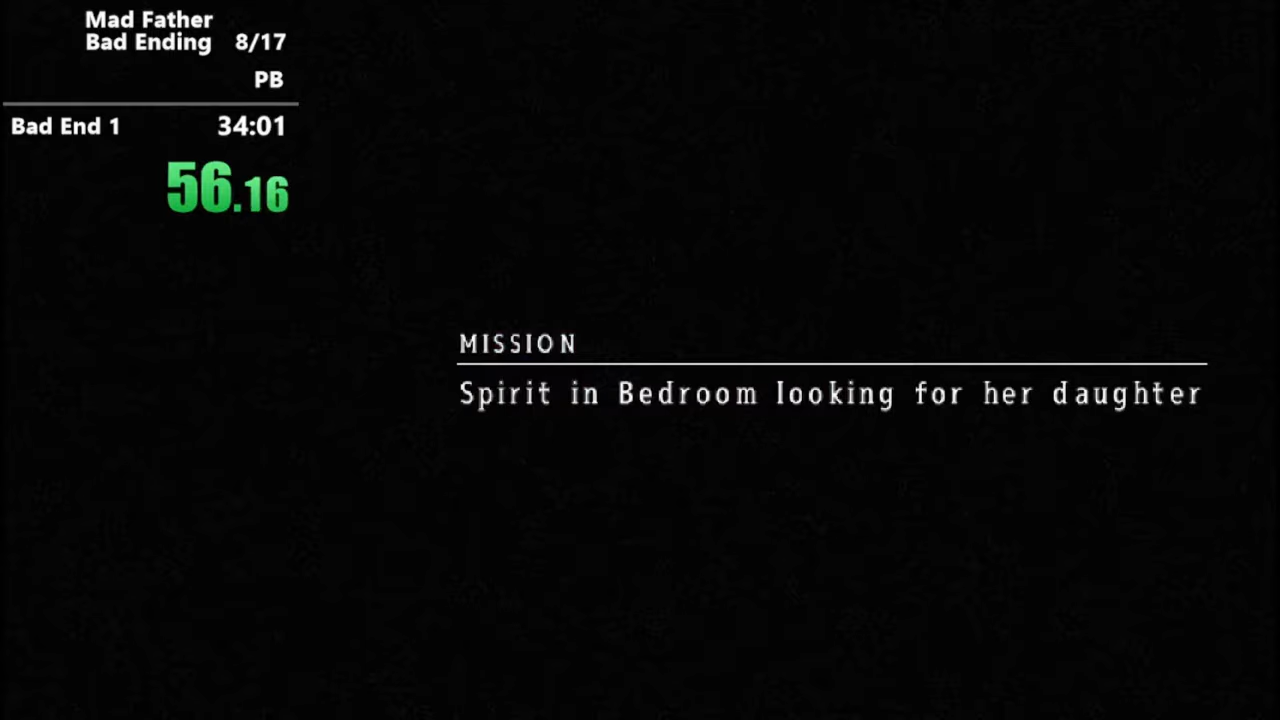 Mad Father
Bad Ending 8/17
PB
Bad End 1 34:01
56.16
MISSION
Spirit in Bedroom looking for her daughter